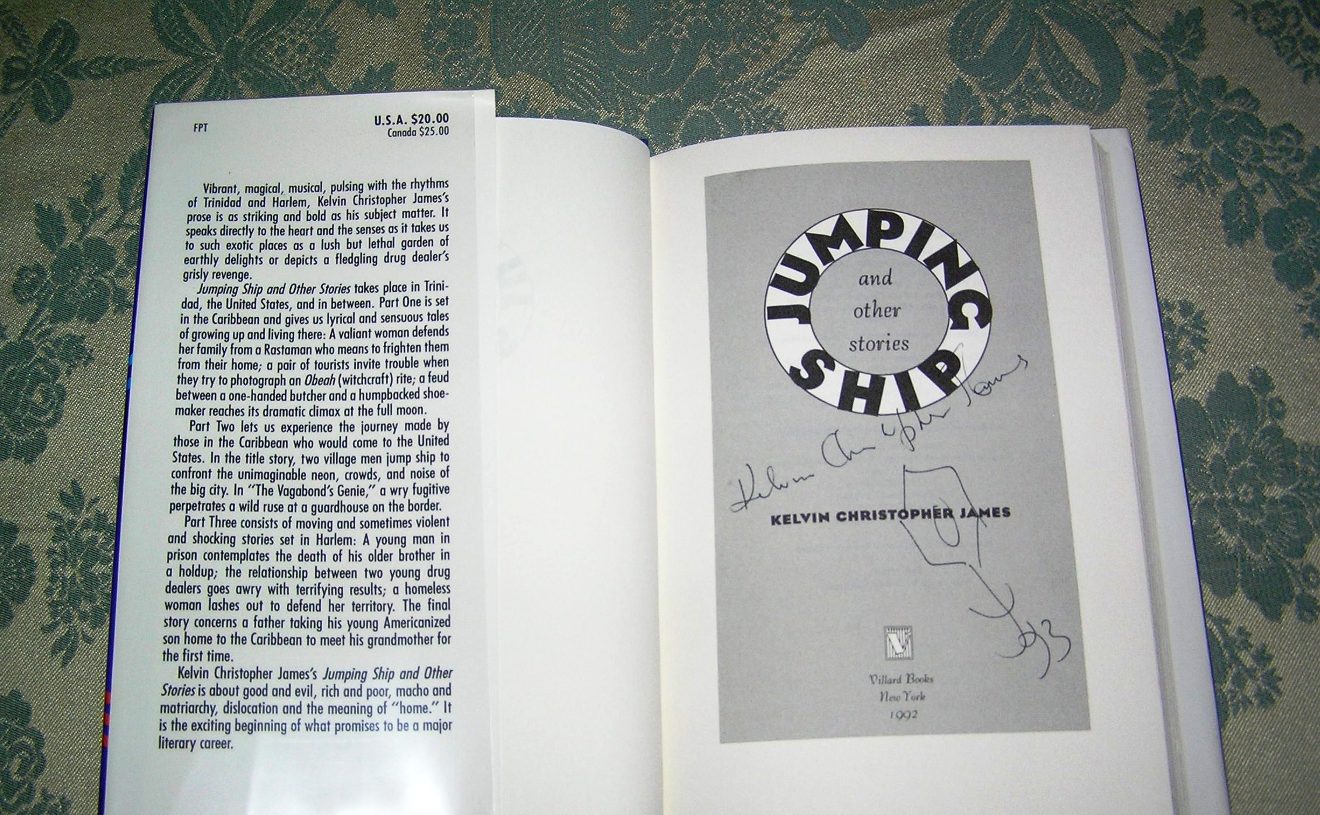 FPT
U.S.A. $20.00
Canada $25.00
Vibrant, magical, musical, pulsing with the rhythms
of Trinidad and Harlem, Kelvin Christopher James's
prose is as striking and bold as his subject matter. It
speaks directly to the heart and the senses as it takes us
to such exotic places as a lush but lethal garden of
earthly delights or depicts a fledgling drug dealer's
grisly revenge.
Jumping Ship and Other Stories takes place in Trini-
dad, the United States, and in between. Part One is set
in the Caribbean and gives us lyrical and sensuous tales
of growing up and living there: A valiant woman defends
her family from a Rastaman who means to frighten them
from their home; a pair of tourists invite trouble when
they try to photograph an Obeah (witchcraft) rite; a feud
between a one-handed butcher and a humpbacked shoe-
maker reaches its dramatic climax at the full moon.
Part Two lets us experience the journey made by
those in the Caribbean who would come to the United
States. In the title story, two village men jump ship to
confront the unimaginable neon, crowds, and noise of
the big city. In "The Vagabond's Genie," a wry fugitive
perpetrates a wild ruse at a guardhouse on the border.
Part Three consists of moving and sometimes violent
and shocking stories set in Harlem: A young man in
prison contemplates the death of his older brother in
a holdup; the relationship between two young drug
dealers goes awry with terrifying results; a homeless
woman lashes out to defend her territory. The final
story concerns a father taking his young Americanized
son home to the Caribbean to meet his grandmother for
the first time.
Kelvin Christopher James's Jumping Ship and Other
Stories is about good and evil, rich and poor, macho and
matriarchy, dislocation and the meaning of "home." It
is the exciting beginning of what promises to be a major
literary career.
JUMPING
and
other
stories
SHIP
Kelvin Christopher James
KELVIN CHRISTOPHER JAMES
93
V
Villard Books
New York
1992